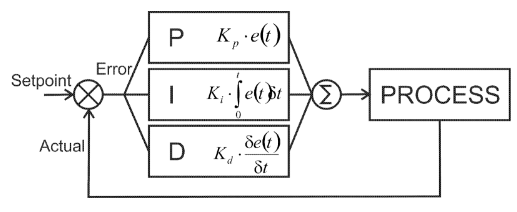 P K_p · e(t)
Error
Setpoint
I K_i · ∫_0^t e(t)δt
Σ
PROCESS
Actual
D K_d · δe(t)/δt